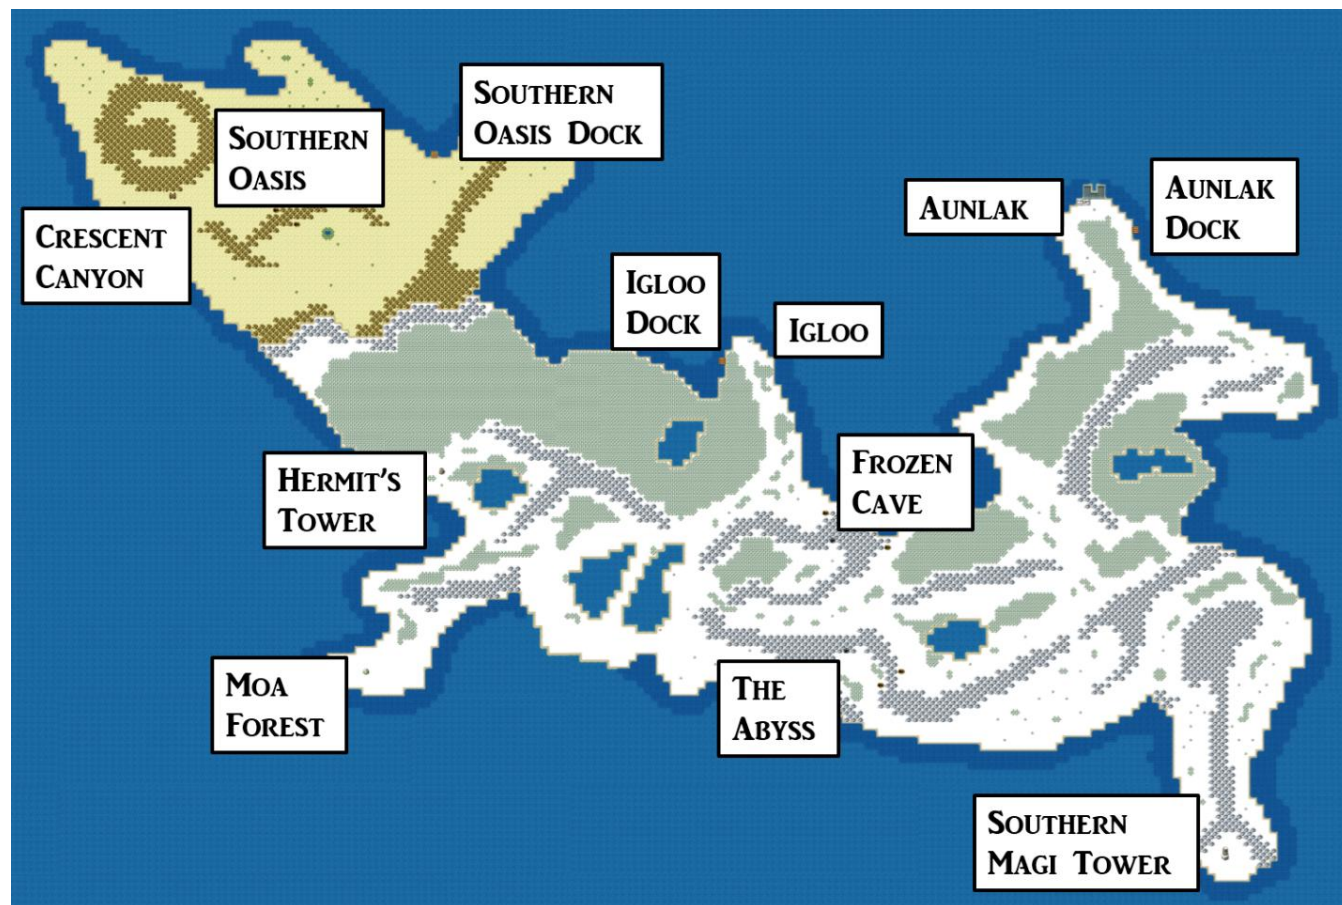 Southern
Oasis Dock
Southern
Oasis
Aunlak
Aunlak
Dock
Crescent
Canyon
Igloo
Dock
Igloo
Hermit's
Tower
Frozen
Cave
Moa
Forest
The
Abyss
Southern
Magi Tower